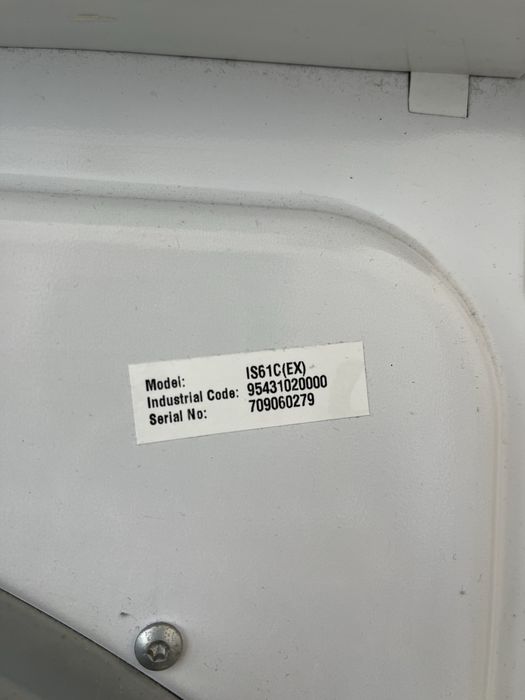 Model: IS61C(EX)
Industrial Code: 95431020000
Serial No: 709060279